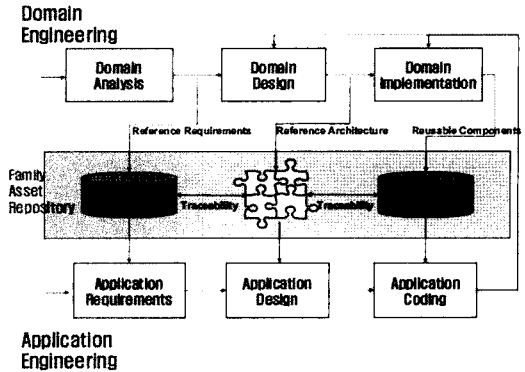 Domain
Engineering
Domain
Analysis
Domain
Design
Domain
Implementation
Reference Requirements
Reference Architecture
Reusable Components
Family
Asset
Repository
Traceability
Traceability
Application
Requirements
Application
Design
Application
Coding
Application
Engineering